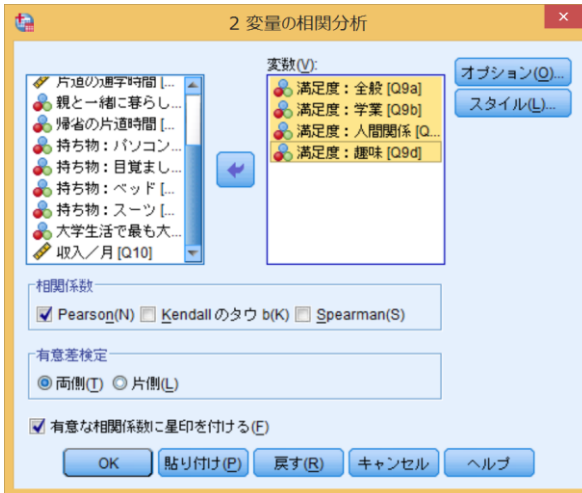 2 変量の相関分析
片道の通学時間 [...
親と一緒に暮らし...
帰省の片道時間 [...
持ち物：パソコン...
持ち物：目覚まし...
持ち物：ベッド [...
持ち物：スーツ [...
大学生活で最も大...
収入／月 [Q10]
変数(V):
満足度：全般 [Q9a]
満足度：学業 [Q9b]
満足度：人間関係 [Q...
満足度：趣味 [Q9d]
オプション(O)...
スタイル(L)...
相関係数
Pearson(N) Kendall のタウ b(K) Spearman(S)
有意差検定
両側(T) 片側(L)
有意な相関係数に星印を付ける(F)
OK 貼り付け(P) 戻す(R) キャンセル ヘルプ